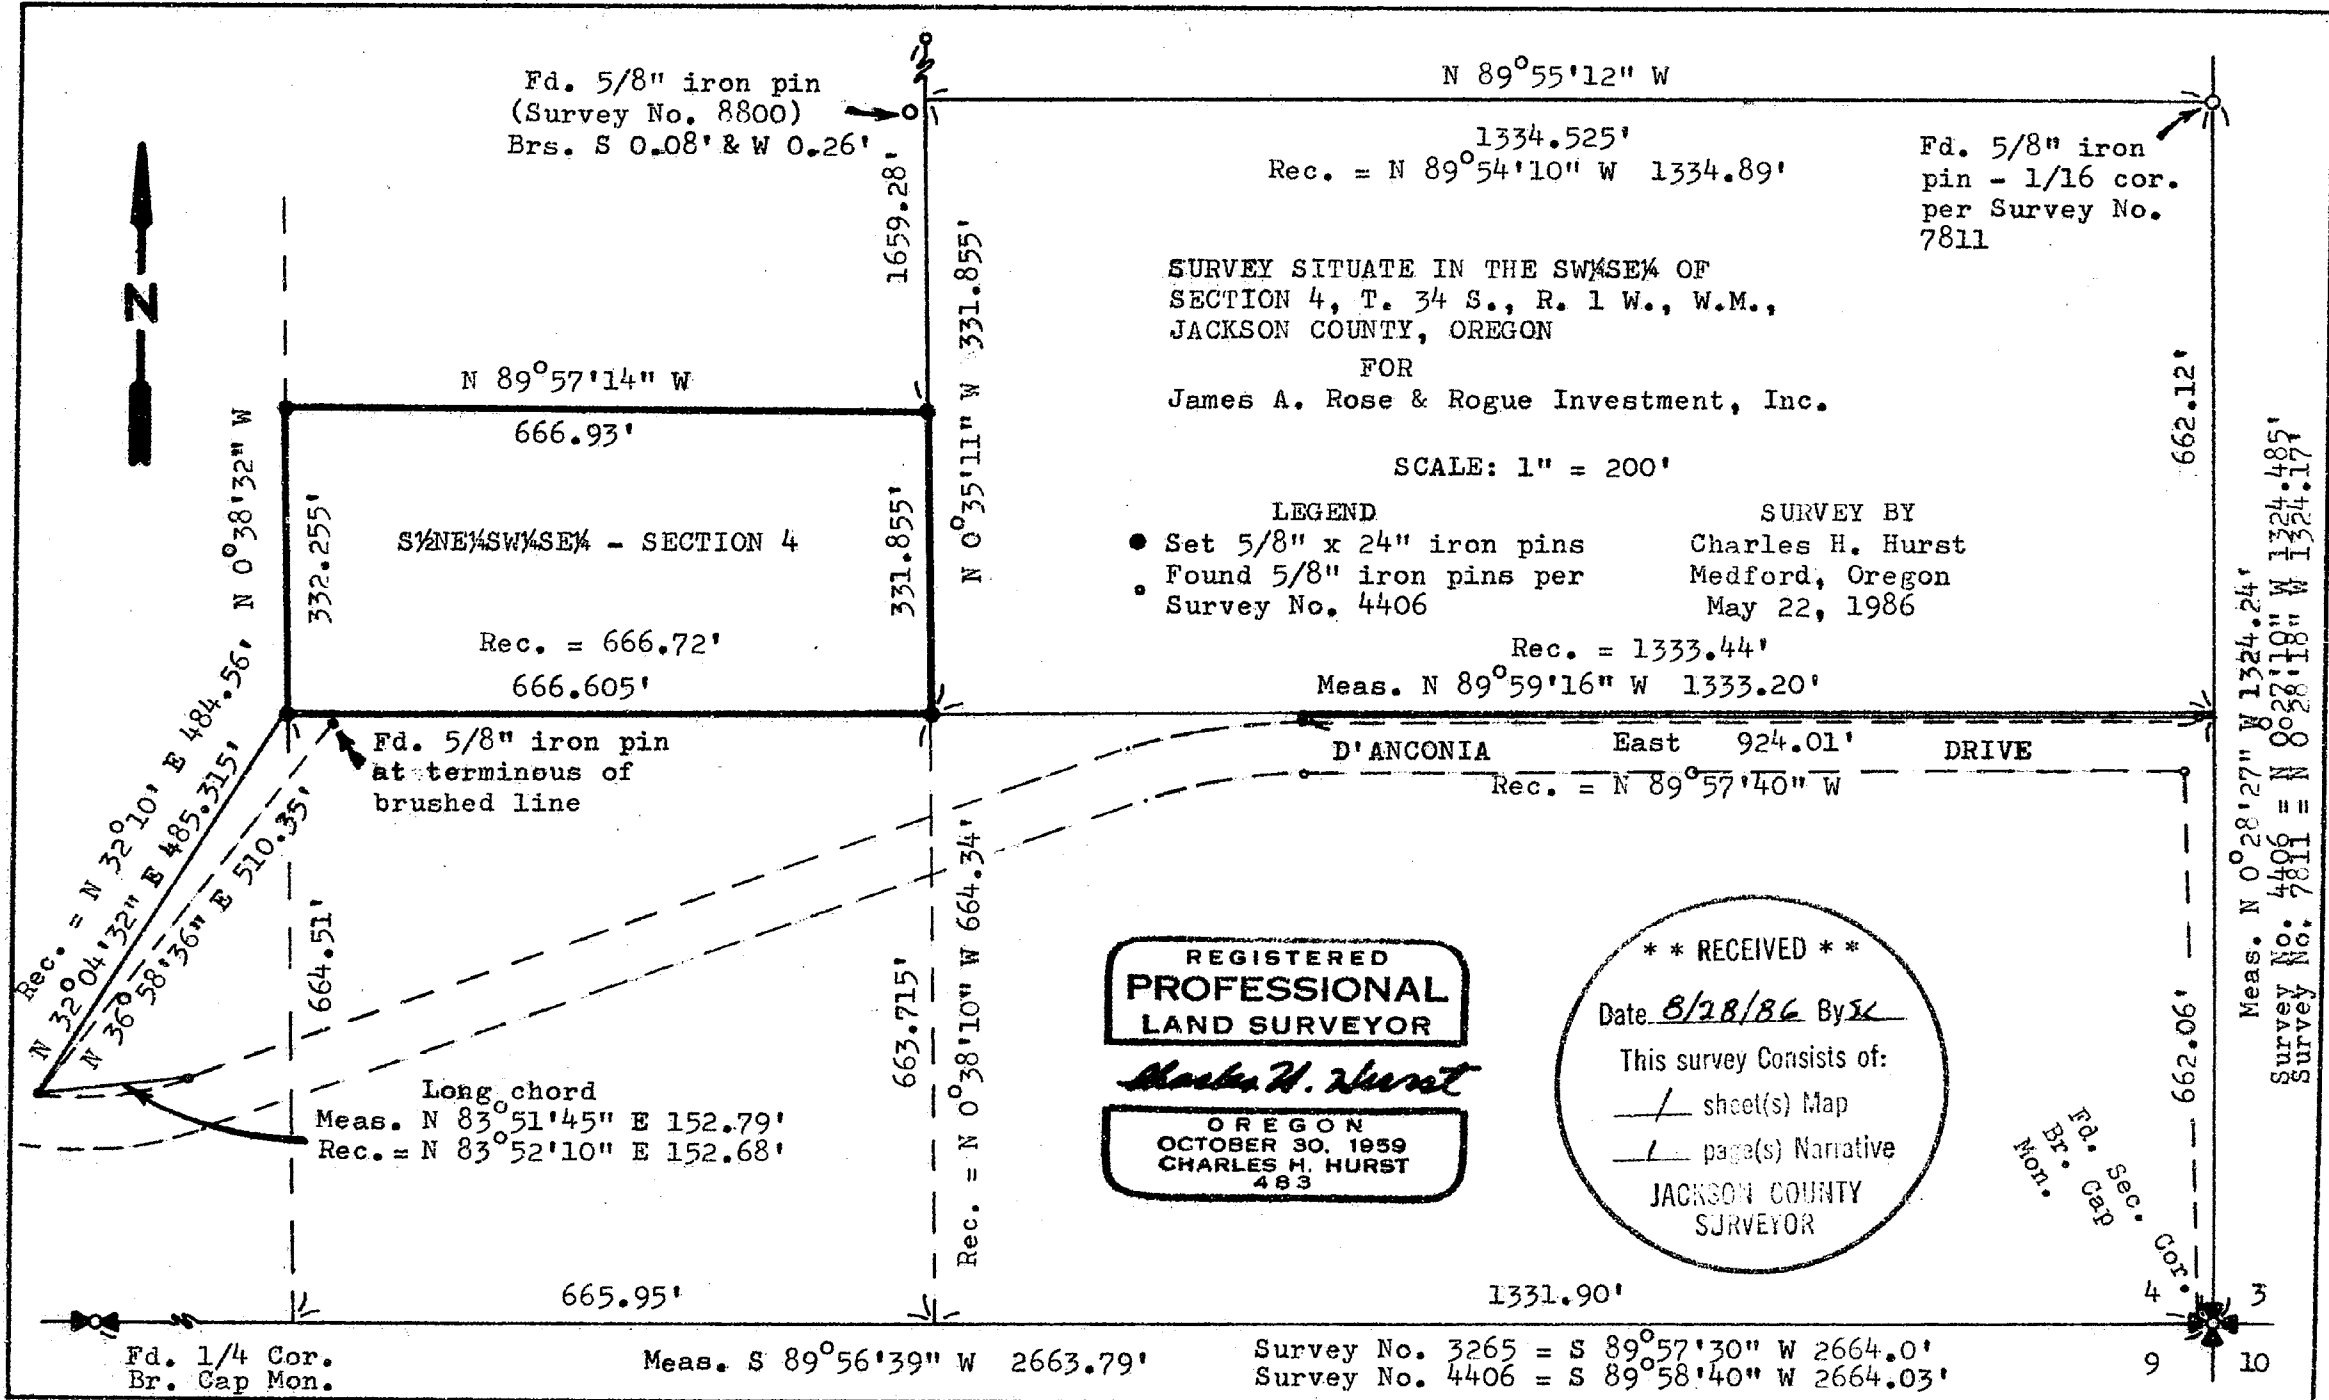 Fd. 5/8" iron pin
(Survey No. 8800)
Brs. S 0.08' & W 0.26'
N 89°55'12" W
1334.525'
Rec. = N 89°54'10" W 1334.89'
Fd. 5/8" iron
pin - 1/16 cor.
per Survey No.
7811
N
1659.28'
N 0°35'11" W 331.855'
SURVEY SITUATE IN THE SW¼SE¼ OF
SECTION 4, T. 34 S., R. 1 W., W.M.,
JACKSON COUNTY, OREGON
FOR
James A. Rose & Rogue Investment, Inc.
SCALE: 1" = 200'
LEGEND
Set 5/8" x 24" iron pins
Found 5/8" iron pins per
Survey No. 4406
SURVEY BY
Charles H. Hurst
Medford, Oregon
May 22, 1986
662.12'
N 89°57'14" W
666.93'
N 0°38'32" W
332.255'
S½NE¼SW¼SE¼ - SECTION 4
331.855'
Rec. = 666.72'
666.605'
Rec. = 1333.44'
Meas. N 89°59'16" W 1333.20'
Fd. 5/8" iron pin
at terminous of
brushed line
D'ANCONIA East 924.01' DRIVE
Rec. = N 89°57'40" W
Rec. = N 32°10' E 484.56'
N 32°04'32" E 485.315'
N 36°58'36" E 510.35'
664.51'
663.715'
Rec. = N 0°38'10" W 664.34'
Meas. N 0°28'27" W 1324.24'
Survey No. 4406 = N 0°27'10" W 1324.485'
Survey No. 7811 = N 0°28'18" W 1324.17'
662.06'
Long chord
Meas. N 83°51'45" E 152.79'
Rec. = N 83°52'10" E 152.68'
REGISTERED
PROFESSIONAL
LAND SURVEYOR
Charles H. Hurst
OREGON
OCTOBER 30, 1959
CHARLES H. HURST
483
* * RECEIVED * *
Date 8/28/86 By
This survey Consists of:
1 sheet(s) Map
1 page(s) Narrative
JACKSON COUNTY
SURVEYOR
Fd. Sec. Cor.
Br. Cap
Mon.
665.95'
1331.90'
4 3
9 10
Fd. 1/4 Cor.
Br. Cap Mon.
Meas. S 89°56'39" W 2663.79'
Survey No. 3265 = S 89°57'30" W 2664.0'
Survey No. 4406 = S 89°58'40" W 2664.03'